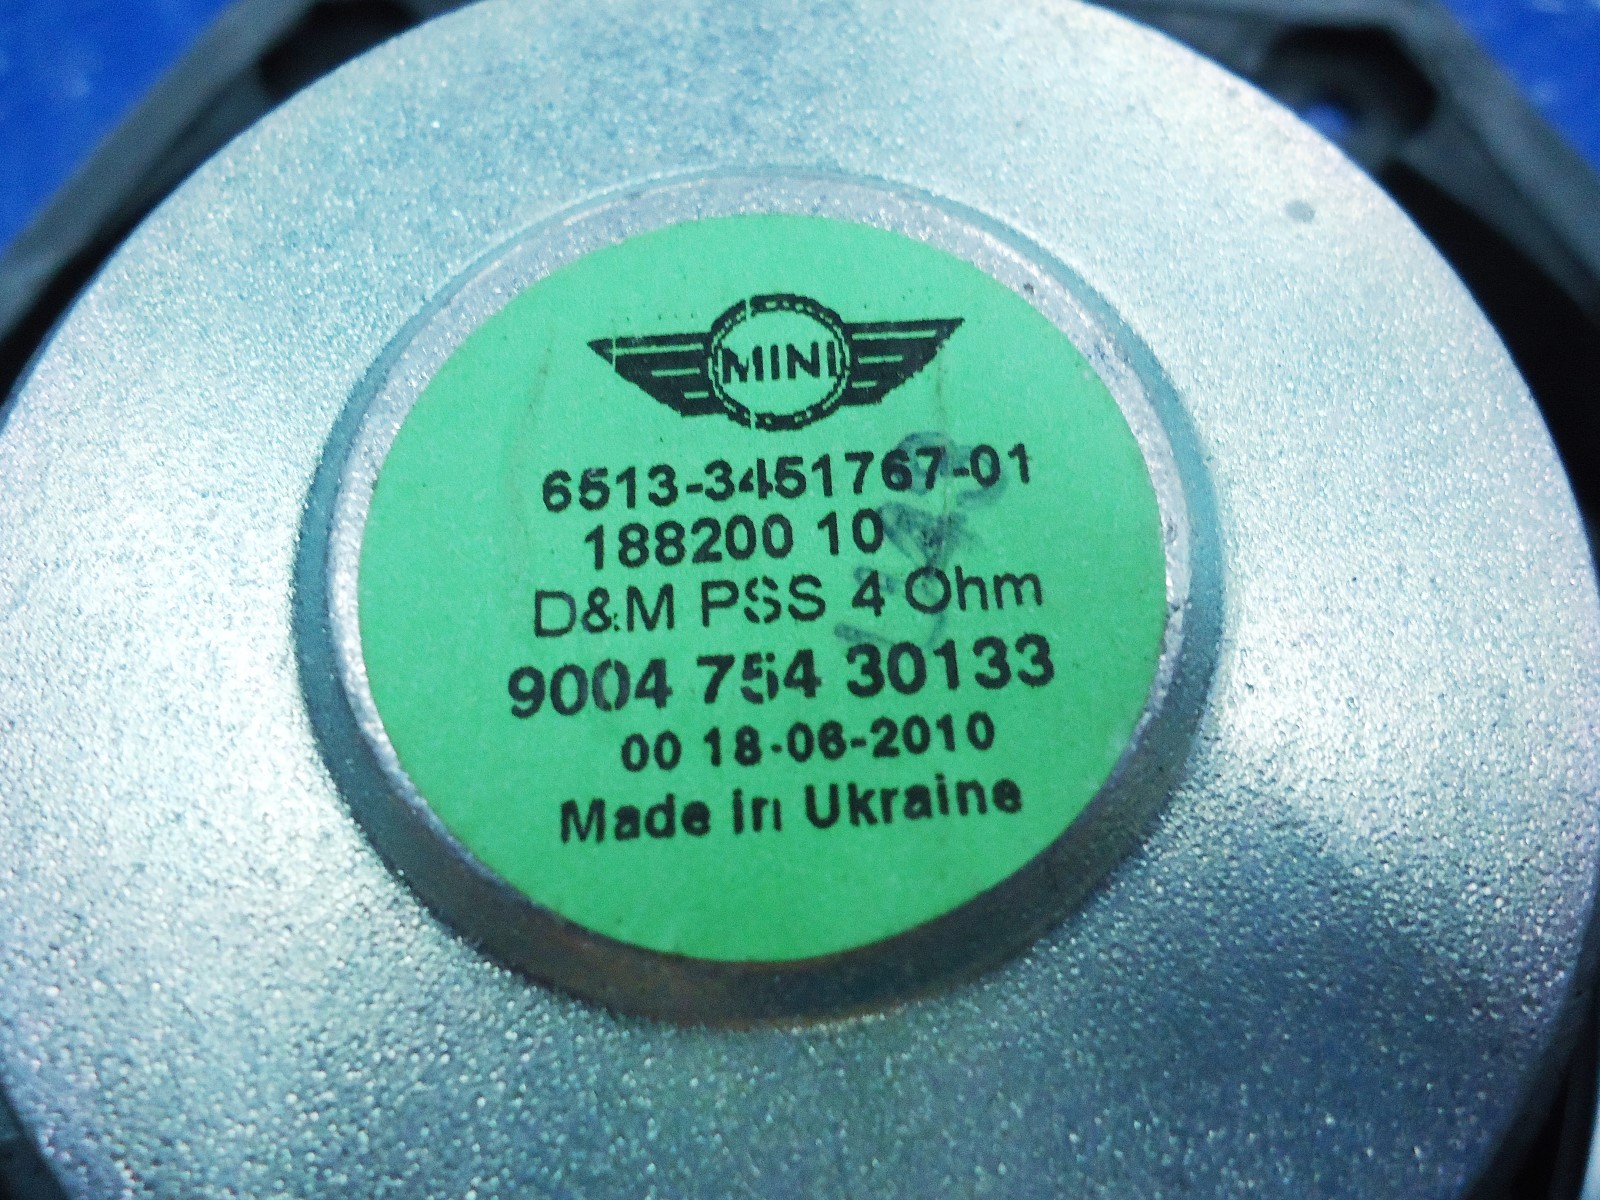 MINI
6513-3451767-01
188200 10
D&M PSS 4 Ohm
9004 754 30133
00 18-06-2010
Made in Ukraine